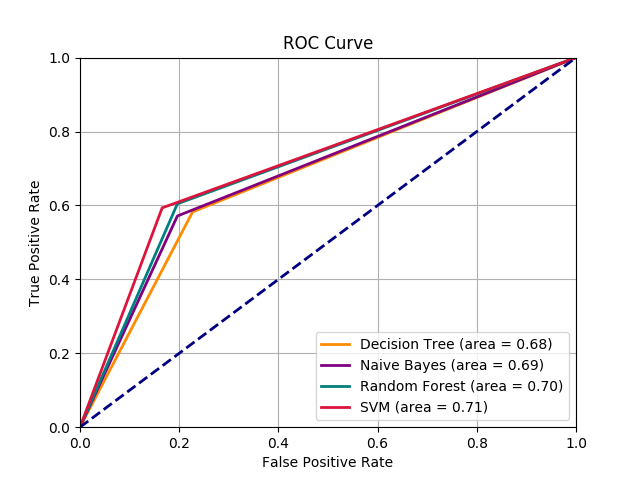 ROC Curve
True Positive Rate
1.0
0.8
0.6
0.4
0.2
0.0
Decision Tree (area = 0.68)
Naive Bayes (area = 0.69)
Random Forest (area = 0.70)
SVM (area = 0.71)
0.0 0.2 0.4 0.6 0.8 1.0
False Positive Rate